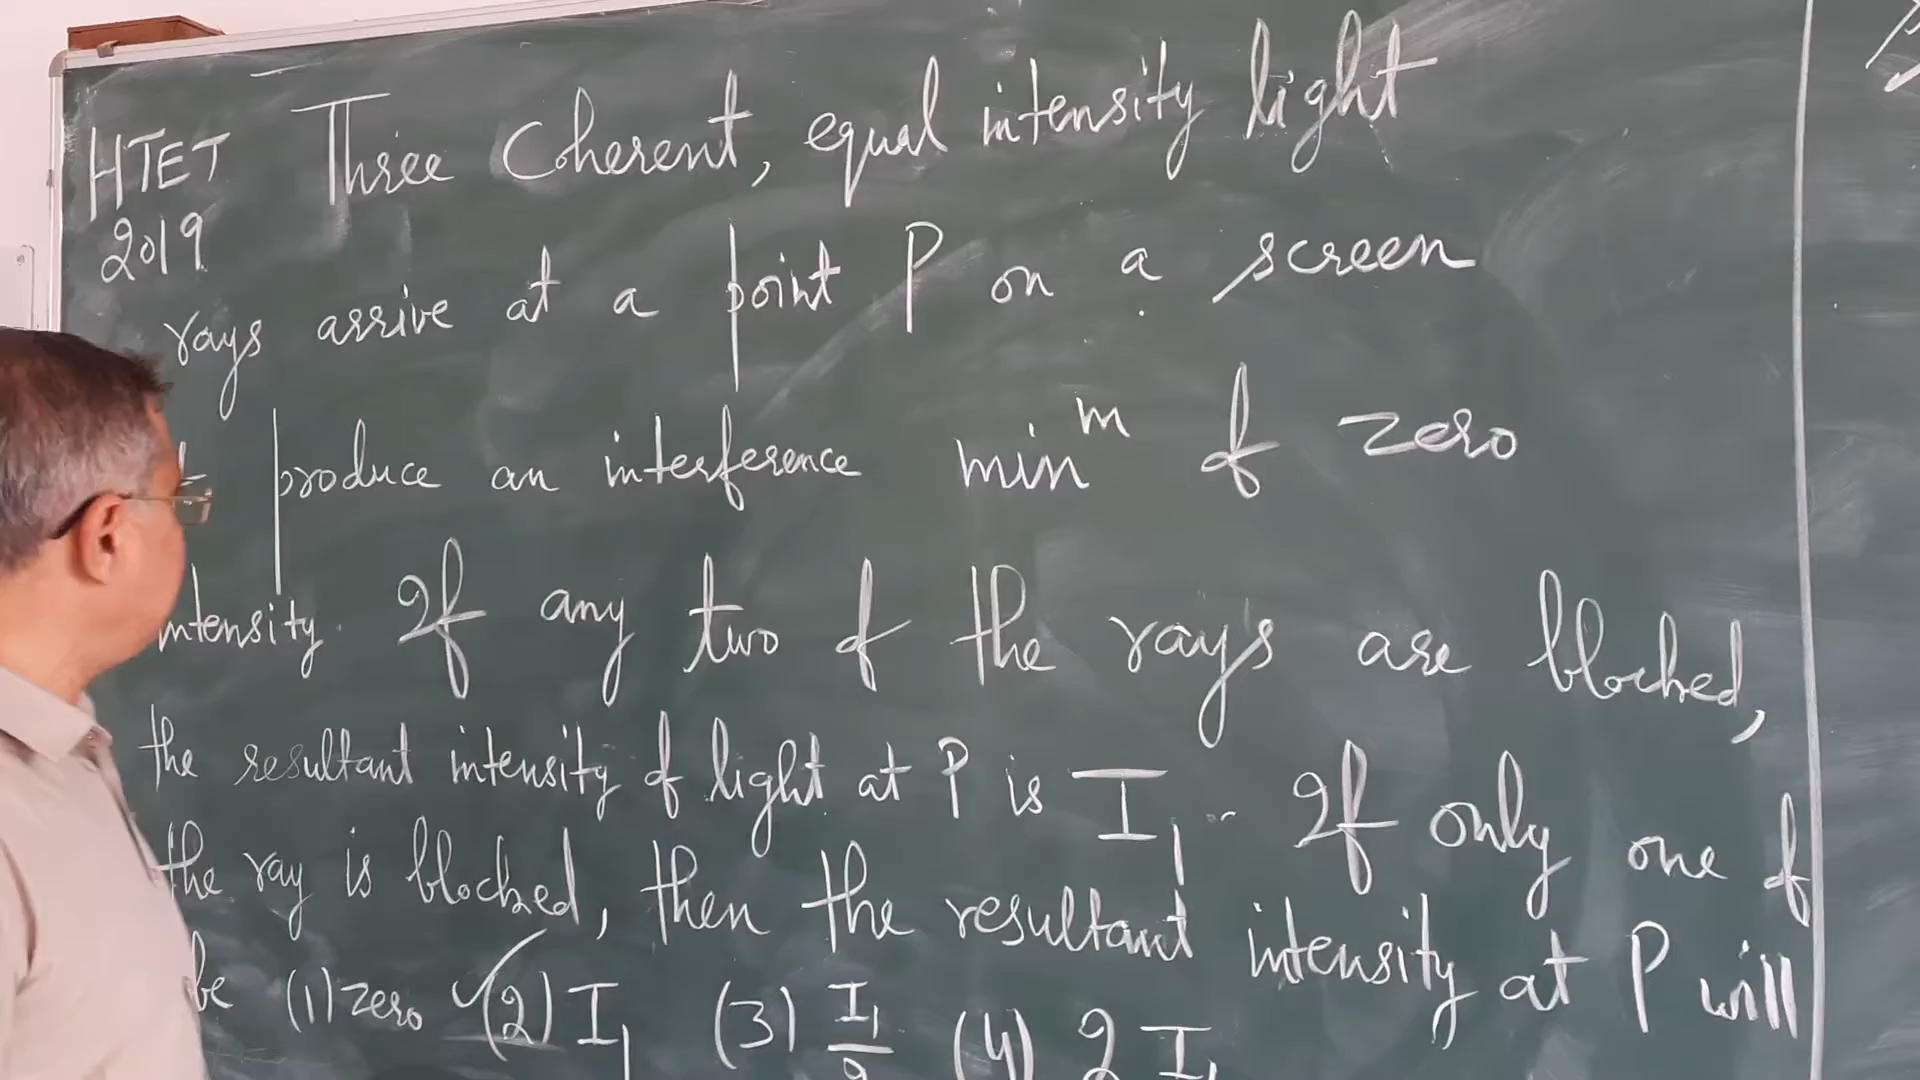 HTET Three Coherent, equal intensity light
2019
rays arrive at a point P on a screen
produce an interference minᵐ of zero
intensity. If any two of the rays are blocked,
the resultant intensity of light at P is I₁. If only one of
the ray is blocked, then the resultant intensity at P will
be (1) zero ✓(2) I₁ (3) I₁/2 (4) 2 I₁